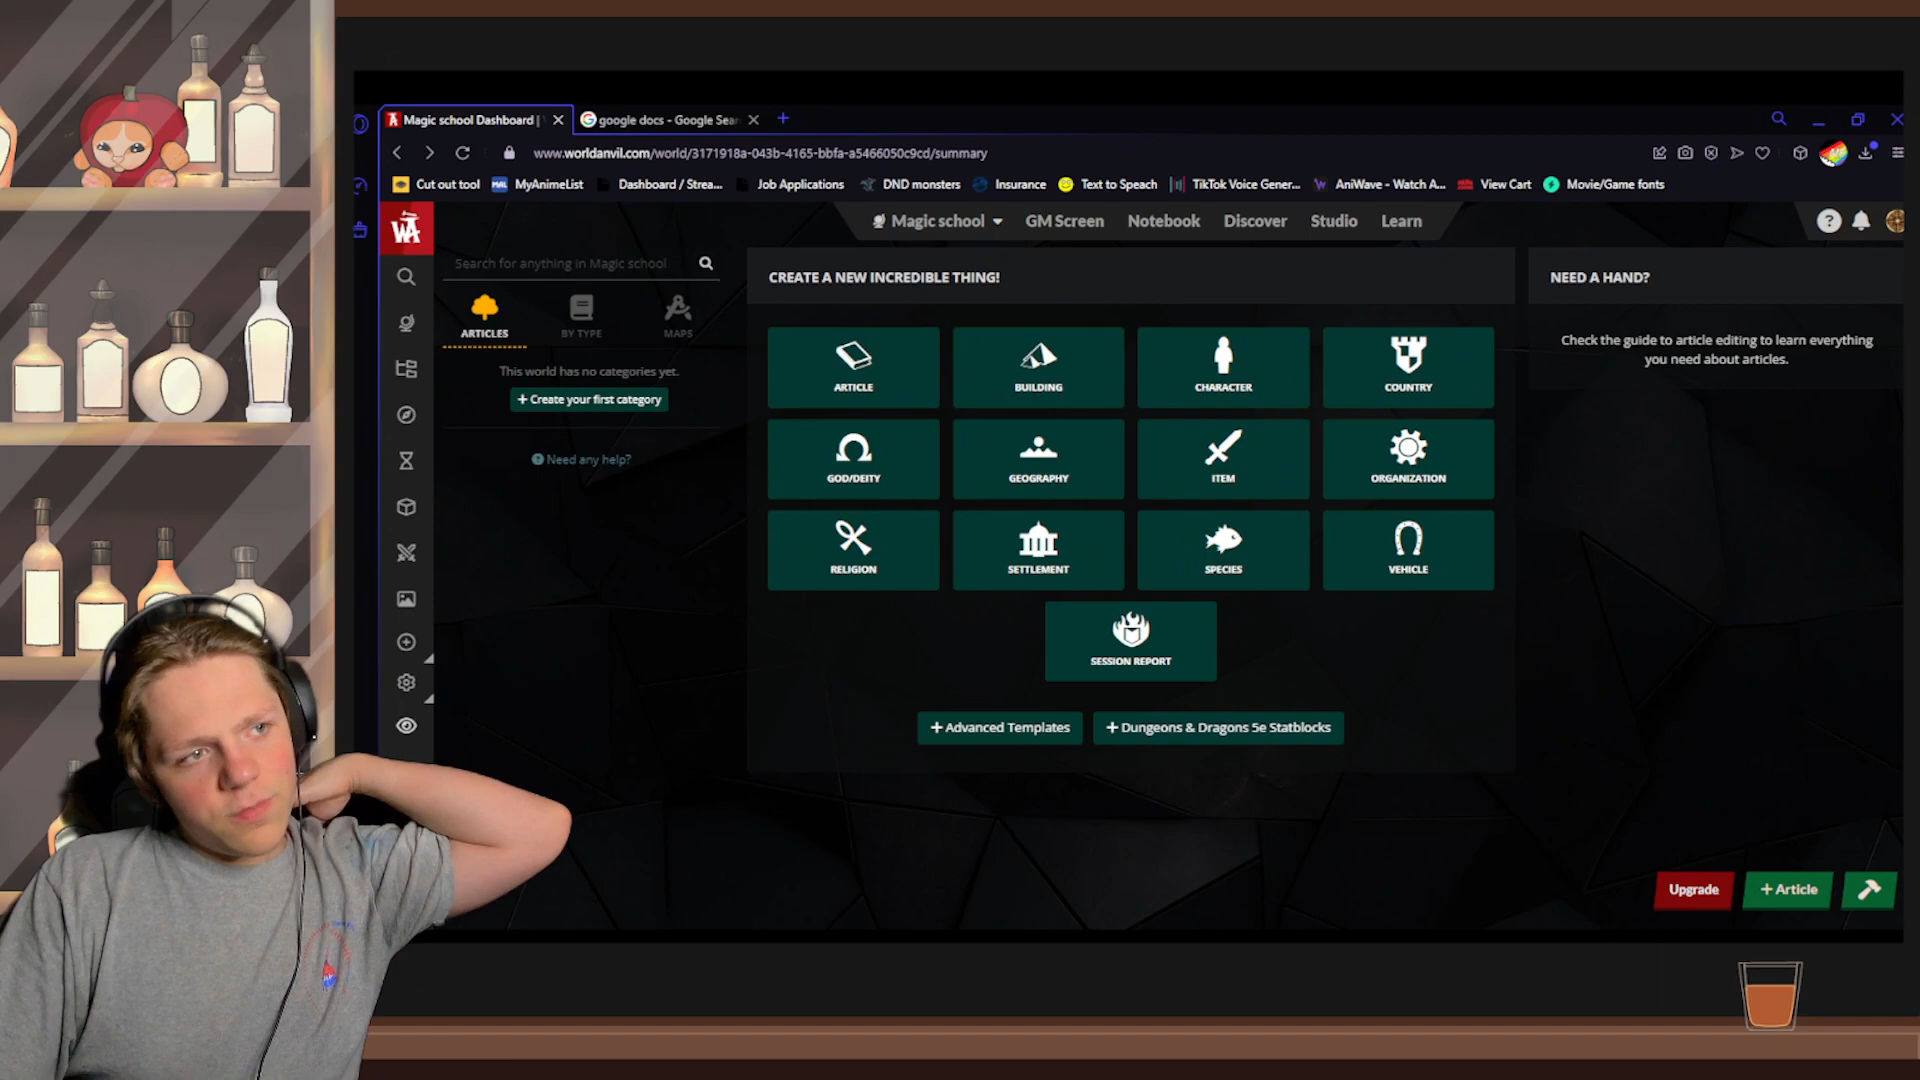 Magic school Dashboard |
google docs - Google Sear
www.worldanvil.com/world/3171918a-043b-4165-bbfa-a5466050c9cd/summary
Cut out tool
MAL MyAnimeList
Dashboard / Strea...
Job Applications
DND monsters
Insurance
Text to Speach
TikTok Voice Gener...
AniWave - Watch A...
View Cart
Movie/Game fonts
WA
Magic school
GM Screen
Notebook
Discover
Studio
Learn
?
Search for anything in Magic school
ARTICLES
BY TYPE
MAPS
This world has no categories yet.
+ Create your first category
Need any help?
CREATE A NEW INCREDIBLE THING!
ARTICLE
BUILDING
CHARACTER
COUNTRY
GOD/DEITY
GEOGRAPHY
ITEM
ORGANIZATION
RELIGION
SETTLEMENT
SPECIES
VEHICLE
SESSION REPORT
+ Advanced Templates
+ Dungeons & Dragons 5e Statblocks
NEED A HAND?
Check the guide to article editing to learn everything
you need about articles.
Upgrade
+ Article